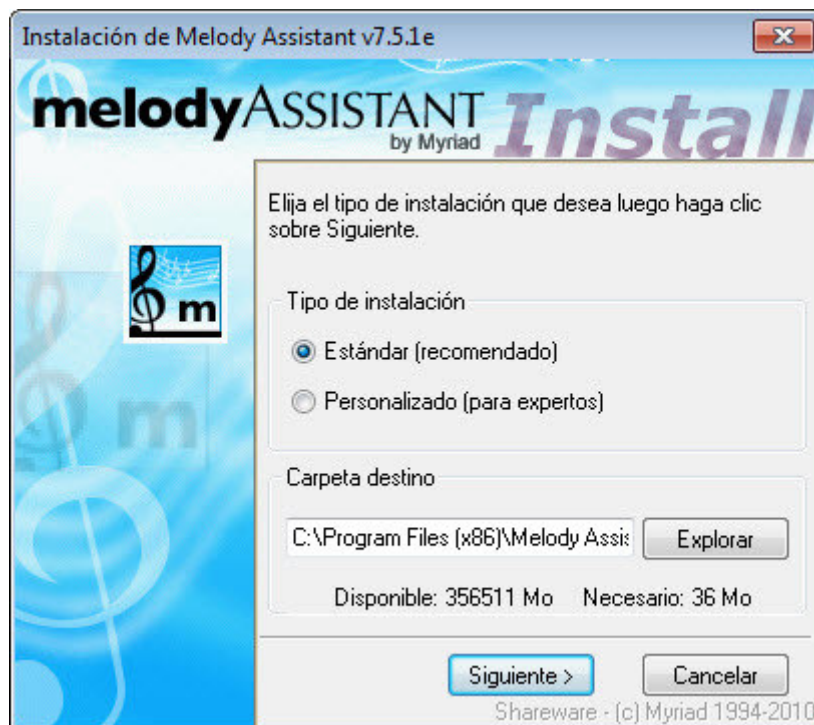 Instalación de Melody Assistant v7.5.1e
melodyASSISTANT
by Myriad
Install
Elija el tipo de instalación que desea luego haga clic
sobre Siguiente.
m
m
Tipo de instalación
Estándar (recomendado)
Personalizado (para expertos)
Carpeta destino
C:\Program Files (x86)\Melody Assis
Explorar
Disponible: 356511 Mo Necesario: 36 Mo
Siguiente >
Cancelar
Shareware - (c) Myriad 1994-2010